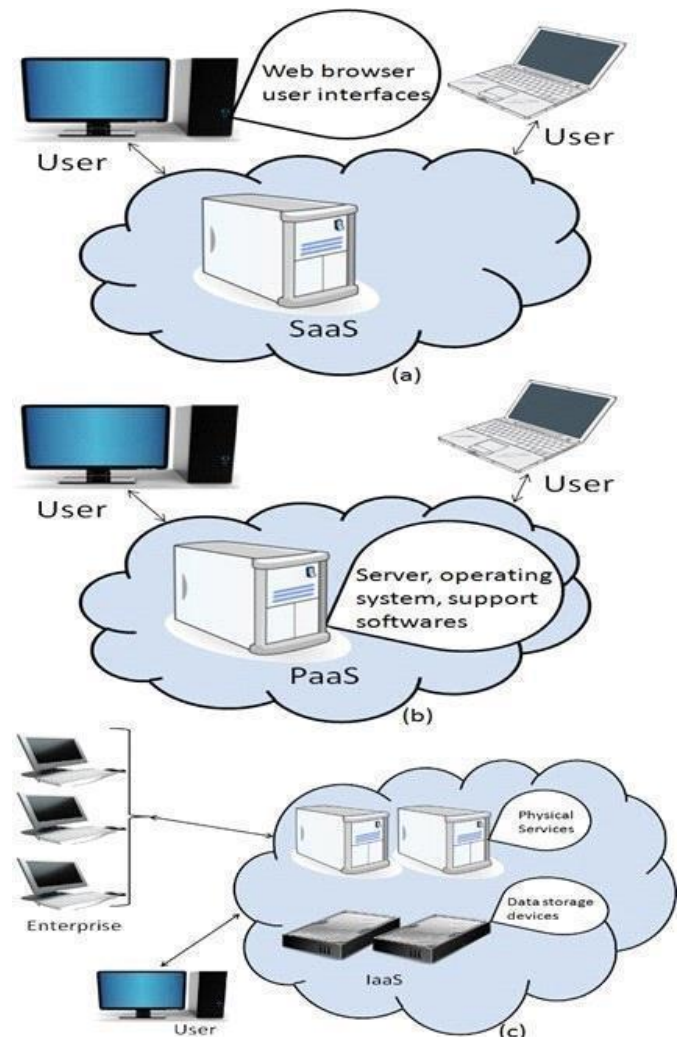 Web browser
user interfaces
User
User
SaaS
(a)
User
User
Server, operating
system, support
softwares
PaaS
(b)
Physical
Services
Data storage
devices
Enterprise
IaaS
User
(c)